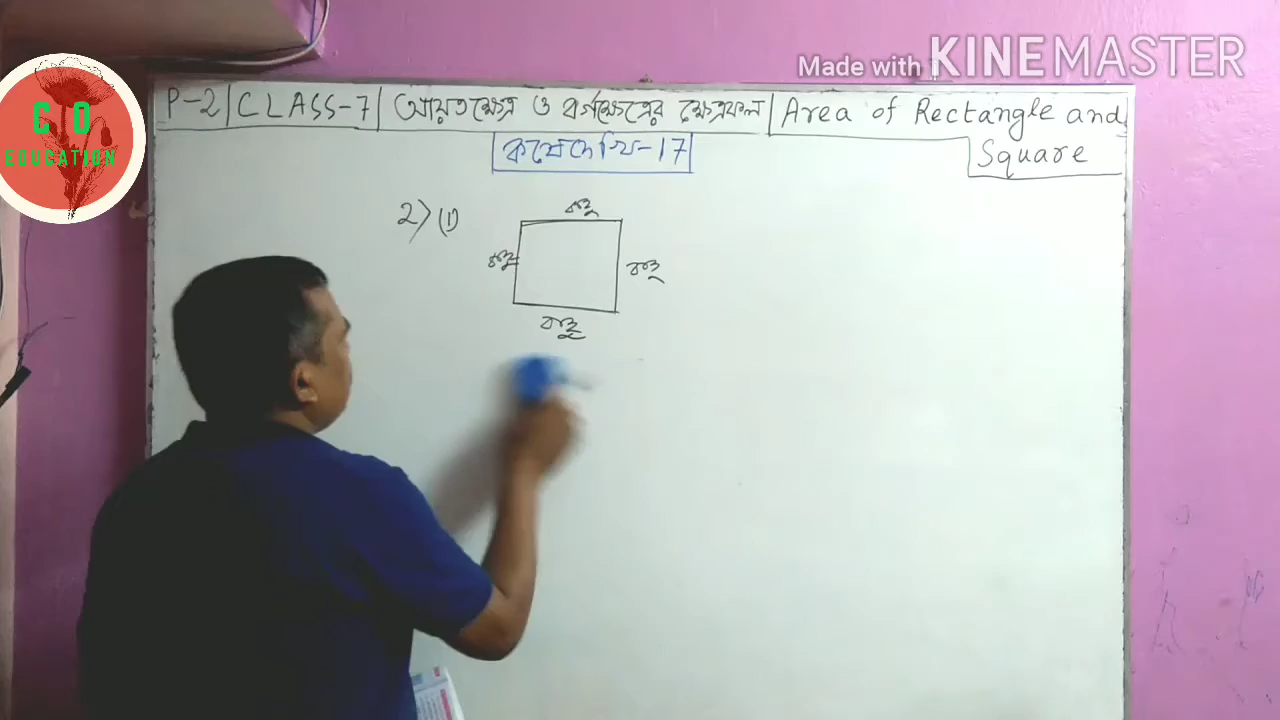 Made with KINEMASTER
C O
EDUCATION
P-2 | CLASS-7 | আয়তক্ষেত্র ও বর্গক্ষেত্রের ক্ষেত্রফল | Area of Rectangle and
Square
কষে দেখি-17
2) (i)
বাহু
বাহু
বাহু
বাহু